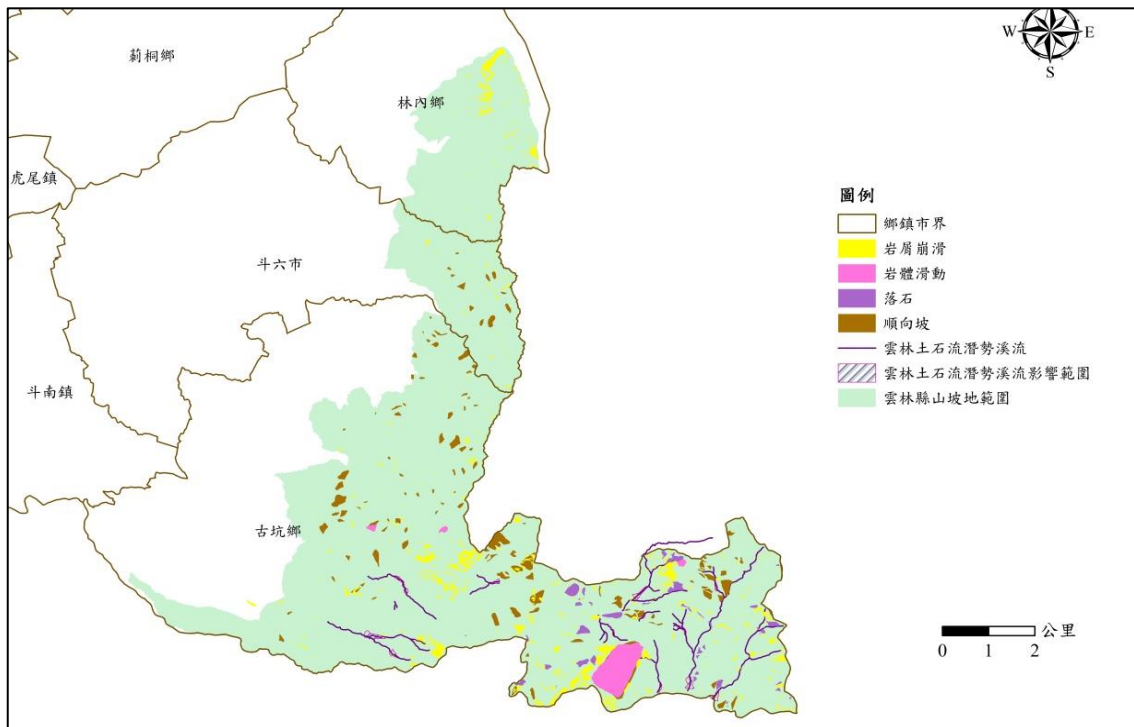 莿桐鄉
林內鄉
W
E
S
虎尾鎮
斗六市
斗南鎮
古坑鄉
圖例
鄉鎮市界
岩屑崩滑
岩體滑動
落石
順向坡
雲林土石流潛勢溪流
雲林土石流潛勢溪流影響範圍
雲林縣山坡地範圍
公里
0 1 2